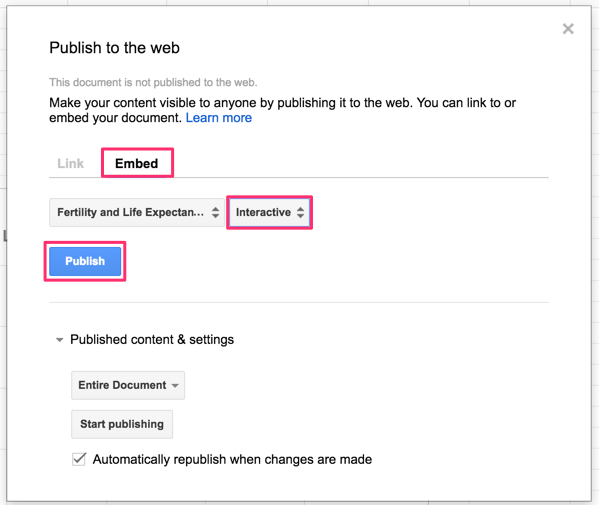 Publish to the web
This document is not published to the web.
Make your content visible to anyone by publishing it to the web. You can link to or
embed your document. Learn more
Link Embed
Fertility and Life Expectan... Interactive
Publish
Published content & settings
Entire Document
Start publishing
Automatically republish when changes are made